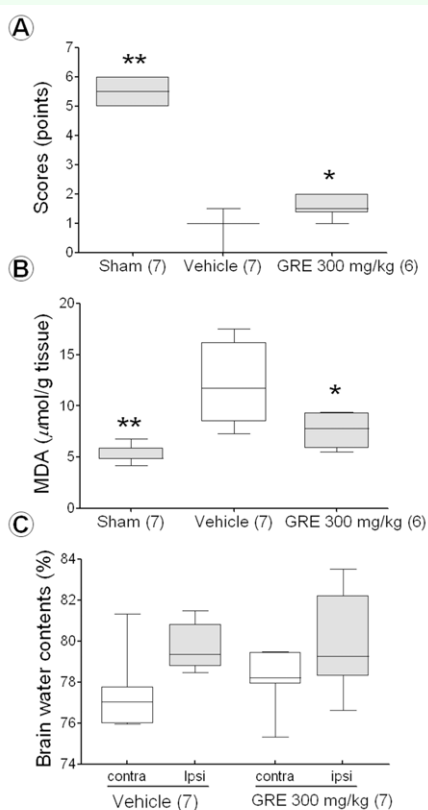 A
7
6
5
4
3
2
1
0
Scores (points)
**
*
Sham (7) Vehicle (7) GRE 300 mg/kg (6)
B
20
15
10
5
0
MDA (μmol/g tissue)
**
*
Sham (7) Vehicle (7) GRE 300 mg/kg (6)
C
84
82
80
78
76
74
Brain water contents (%)
contra Ipsi contra ipsi
Vehicle (7) GRE 300 mg/kg (7)